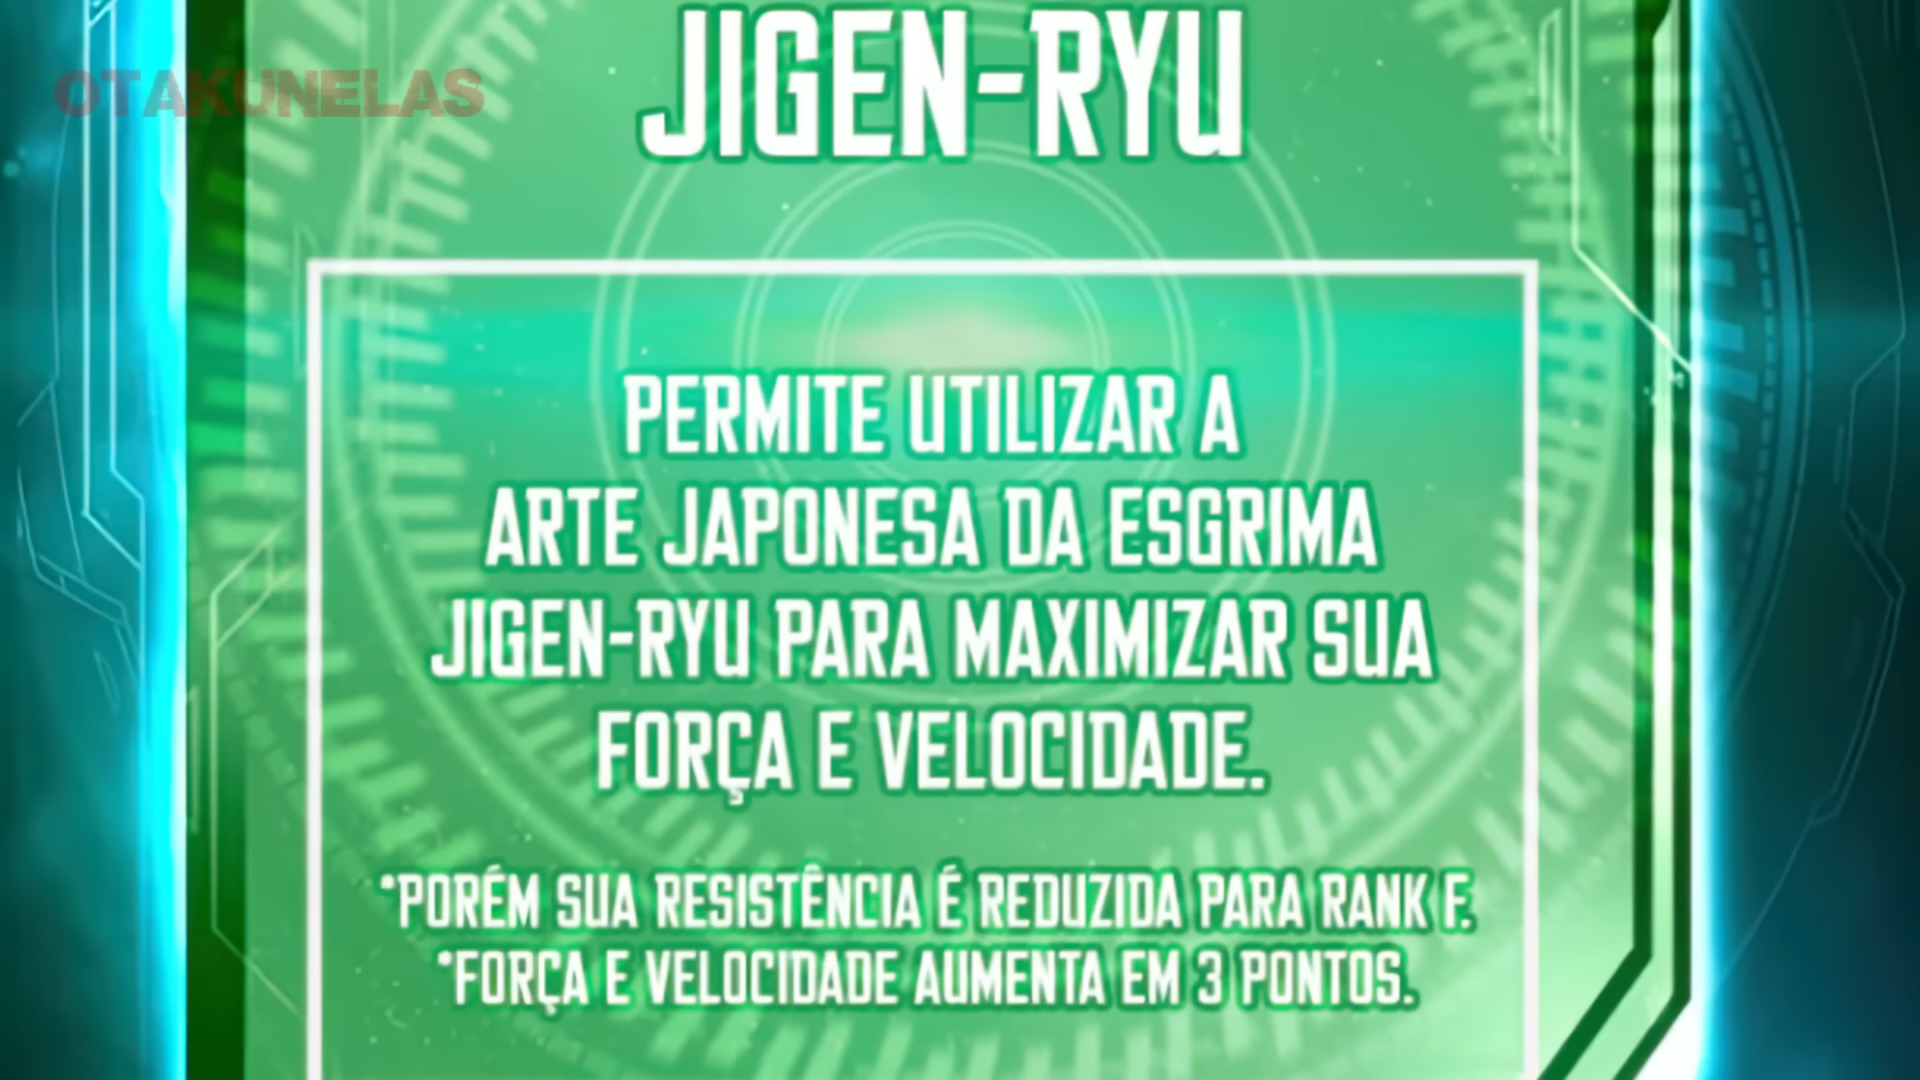 JIGEN-RYU
OTAKUNELAS
PERMITE UTILIZAR A
ARTE JAPONESA DA ESGRIMA
JIGEN-RYU PARA MAXIMIZAR SUA
FORÇA E VELOCIDADE.
*PORÉM SUA RESISTÊNCIA É REDUZIDA PARA RANK F.
*FORÇA E VELOCIDADE AUMENTA EM 3 PONTOS.